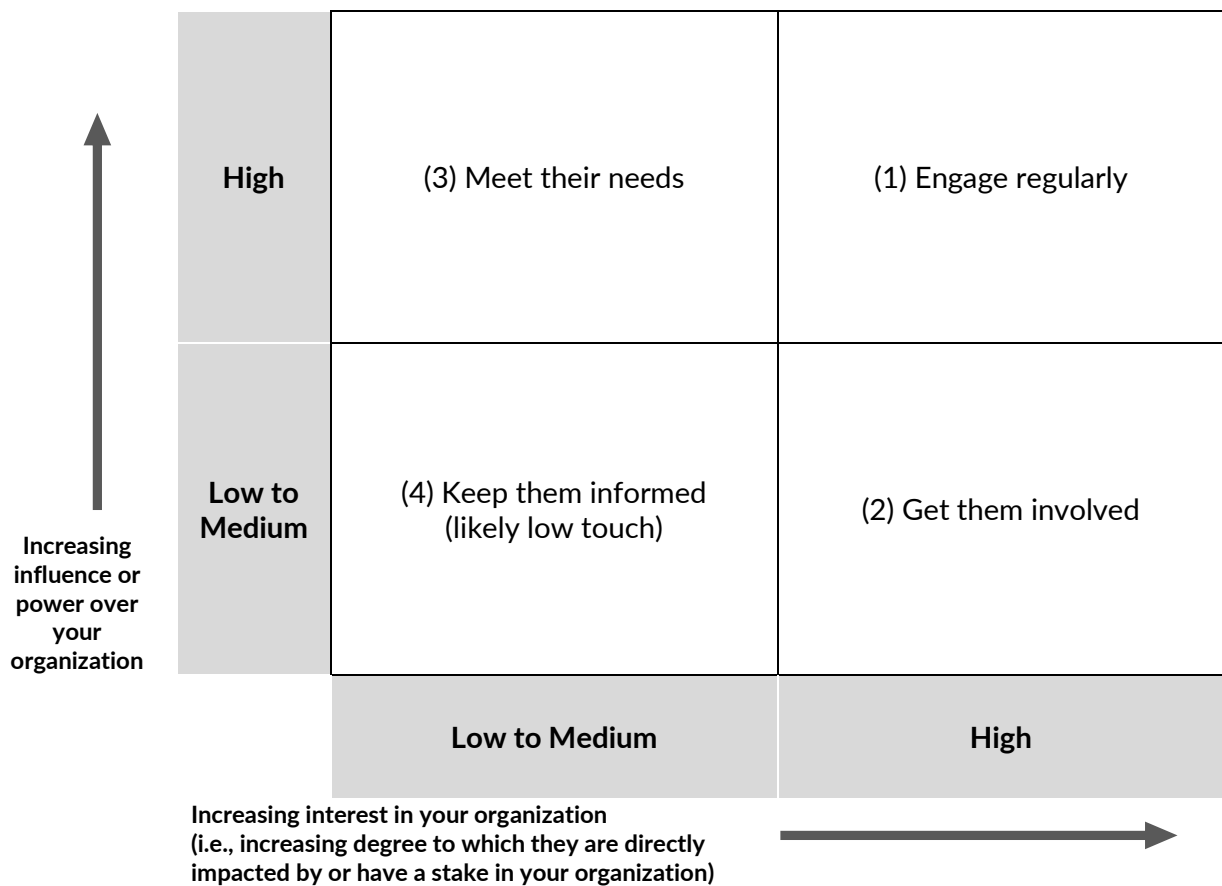 High
(3) Meet their needs
(1) Engage regularly
Low to
Medium
(4) Keep them informed
(likely low touch)
(2) Get them involved
Increasing
influence or
power over
your
organization
Low to Medium
High
Increasing interest in your organization
(i.e., increasing degree to which they are directly
impacted by or have a stake in your organization)